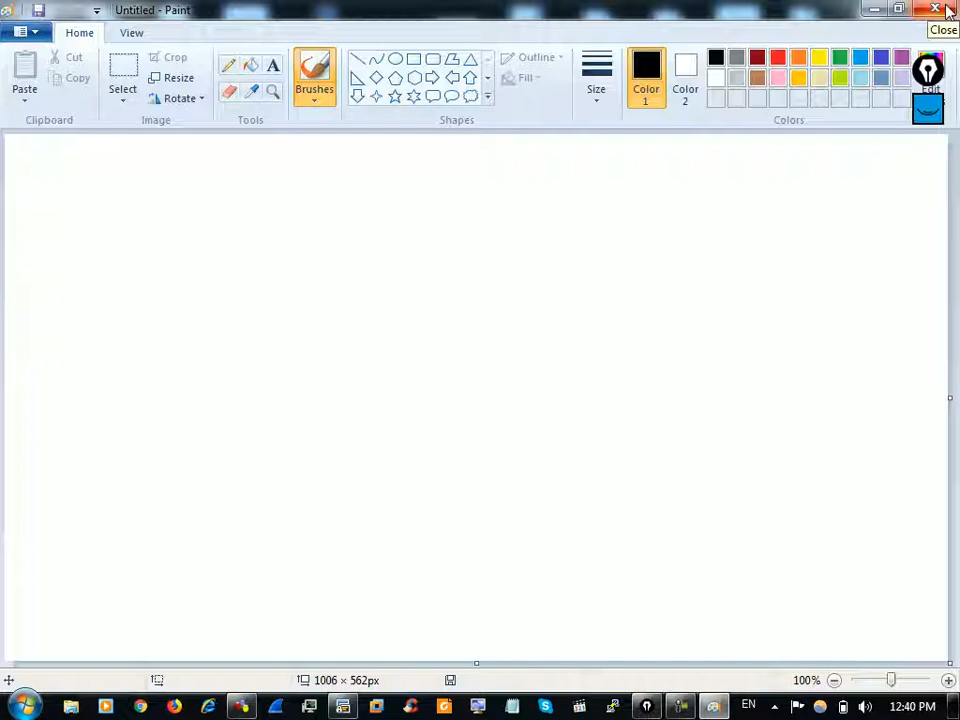 Untitled - Paint
Close
Home View
Paste
Cut
Copy
Clipboard
Select
Crop
Resize
Rotate
Image
A
Tools
Brushes
Outline
Fill
Shapes
Size
Color 1
Color 2
Edit
Colors
1006 × 562px
100%
EN
12:40 PM